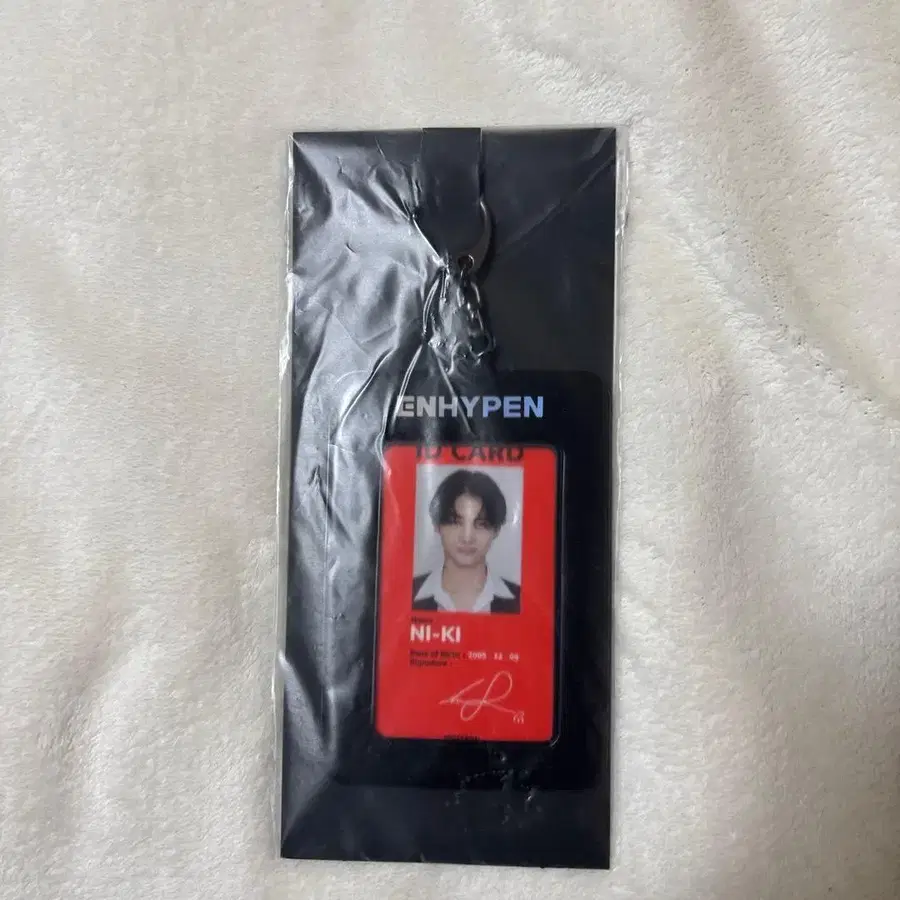 ENHYPEN
ID CARD
Name
NI-KI
Date of Birth : 2005 12 09
Signature :